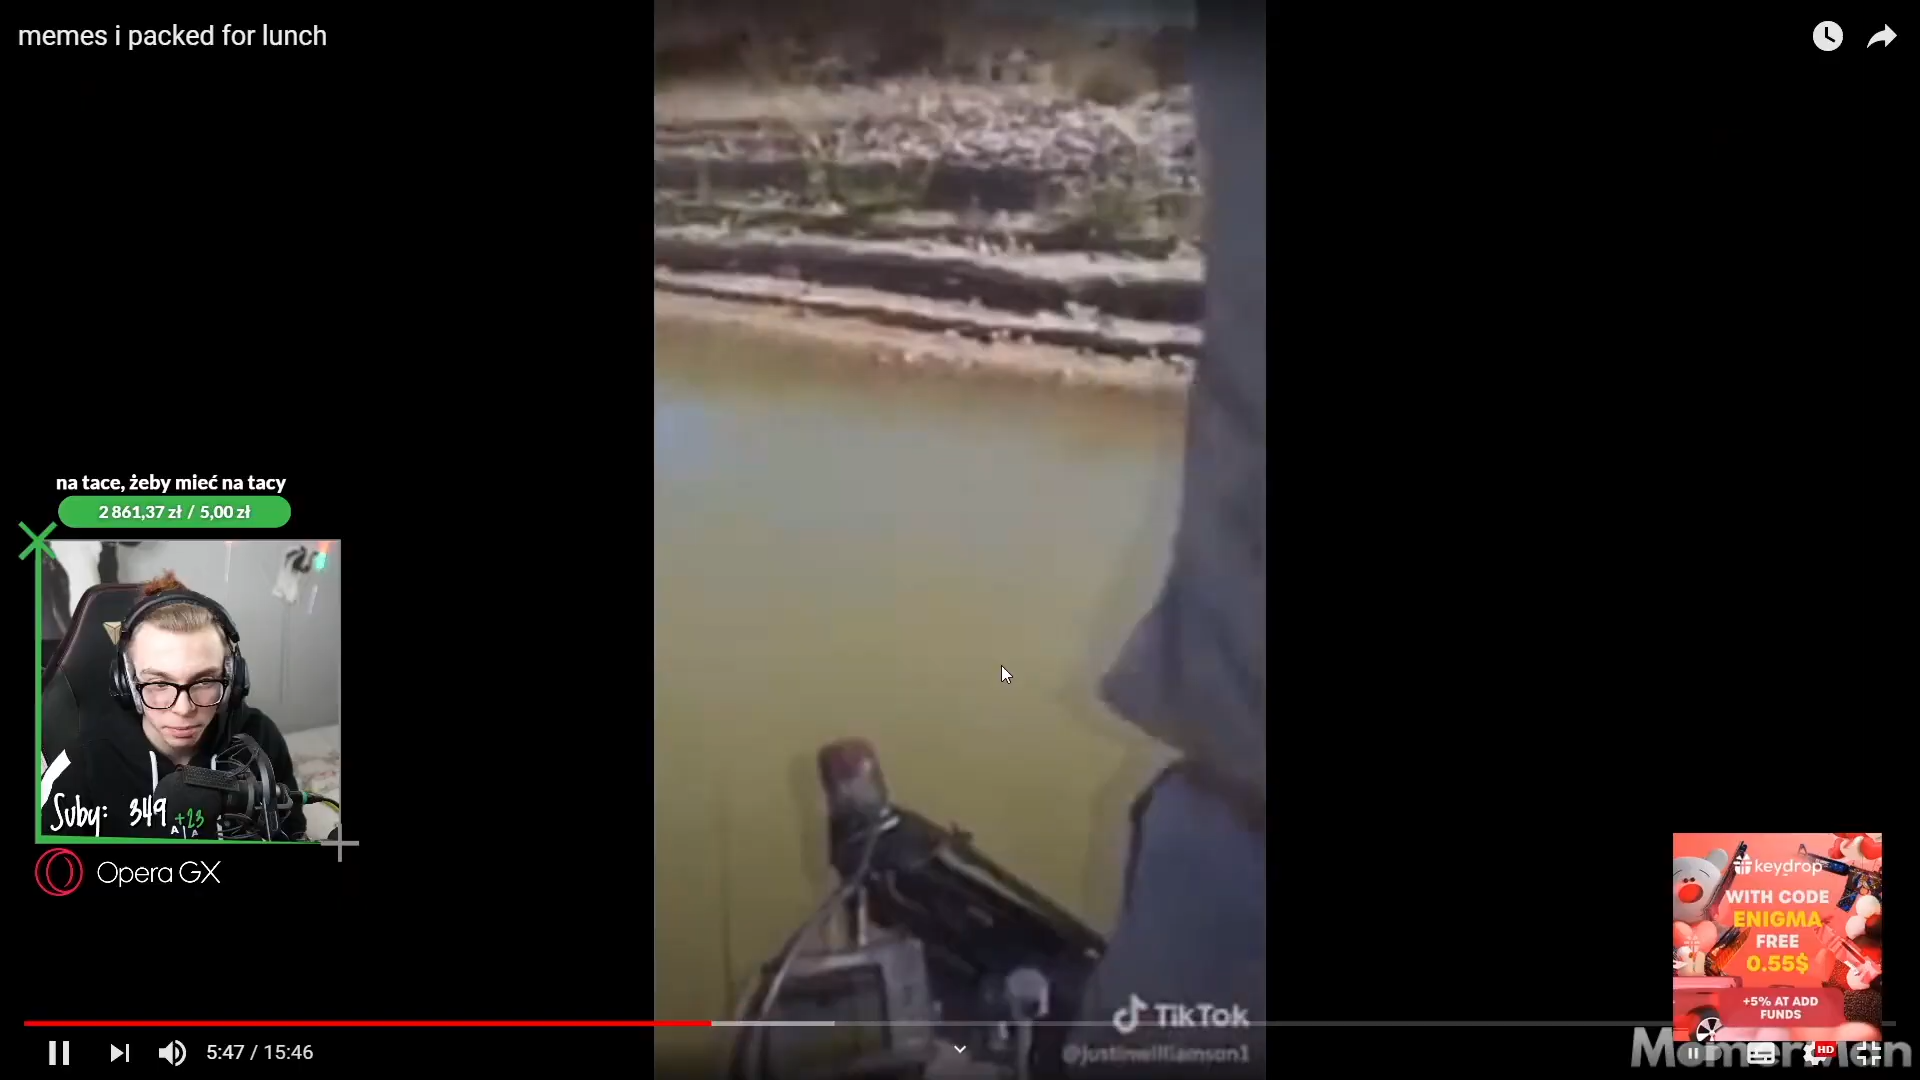 memes i packed for lunch
na tace, żeby mieć na tacy
2 861,37 zł / 5,00 zł
Suby: 349 +23
Opera GX
keydrop
WITH CODE
ENIGMA
FREE
0.55$
+5% AT ADD
FUNDS
TikTok
@justinwilliamson1
5:47 / 15:46
HD